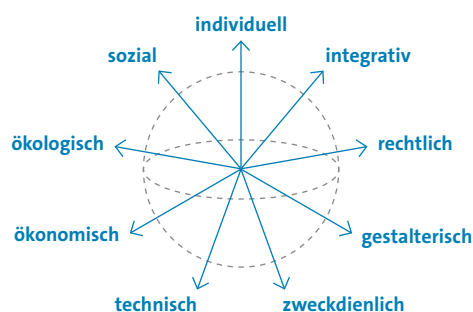 individuell
sozial
integrativ
ökologisch
rechtlich
ökonomisch
gestalterisch
technisch
zweckdienlich